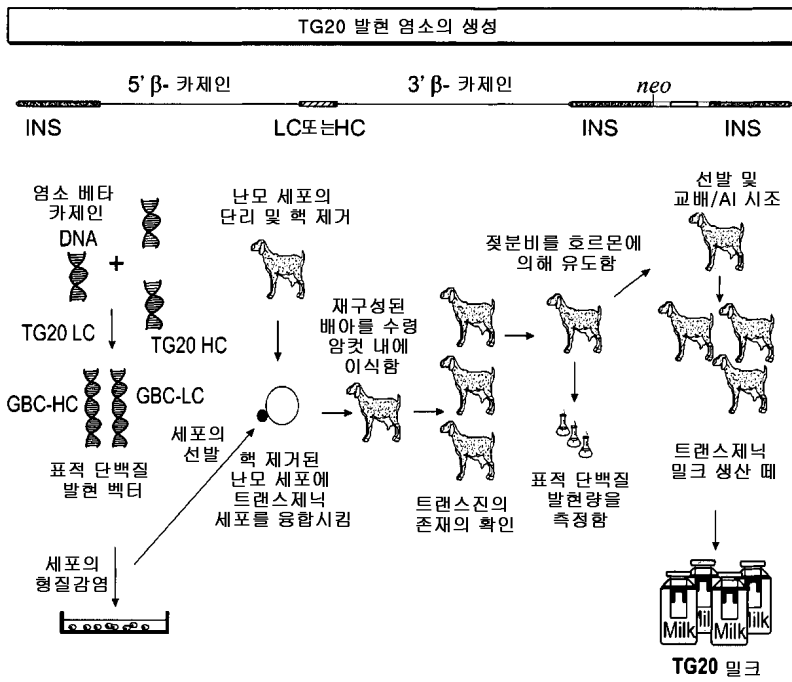 TG20 발현 염소의 생성
5' β- 카제인
3' β- 카제인
neo
INS
LC또는HC
INS
INS
염소 베타
카제인
DNA
+
TG20 LC
TG20 HC
GBC-HC
GBC-LC
표적 단백질
발현 벡터
세포의
형질감염
세포의
선발
난모 세포의
단리 및 핵 제거
핵 제거된
난모 세포에
트랜스제닉
세포를 융합시킴
재구성된
배아를 수령
암컷 내에
이식함
트랜스진의
존재의 확인
젖분비를 호르몬에
의해 유도함
표적 단백질
발현량을
측정함
선발 및
교배/AI 시조
트랜스제닉
밀크 생산 떼
Milk
Milk
TG20 밀크